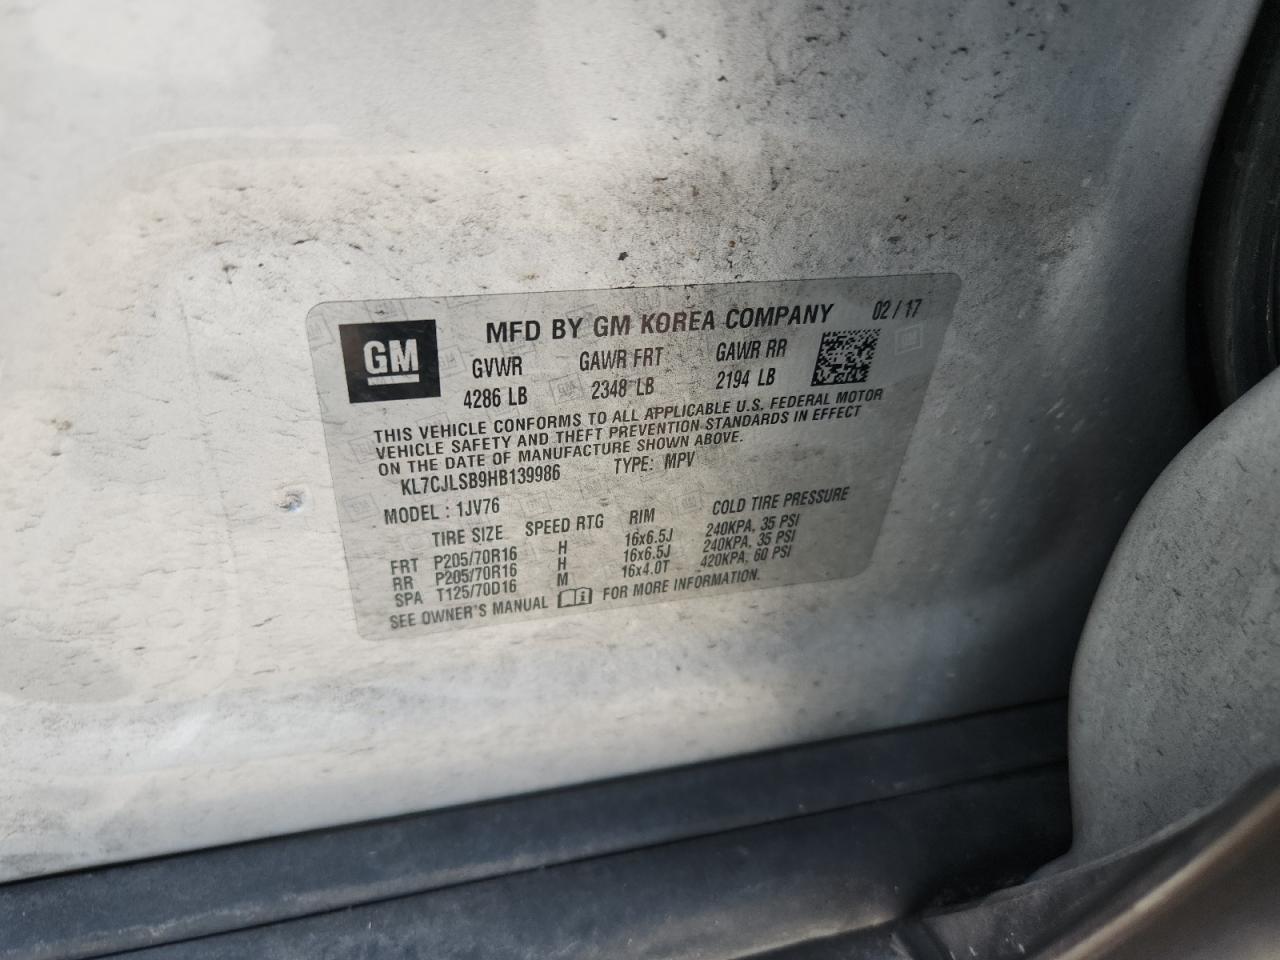 GM
MFD BY GM KOREA COMPANY 02 / 17
GVWR GAWR FRT GAWR RR
4286 LB 2348 LB 2194 LB
THIS VEHICLE CONFORMS TO ALL APPLICABLE U.S. FEDERAL MOTOR
VEHICLE SAFETY AND THEFT PREVENTION STANDARDS IN EFFECT
ON THE DATE OF MANUFACTURE SHOWN ABOVE.
KL7CJLSB9HB139986 TYPE: MPV
MODEL : 1JV76
TIRE SIZE SPEED RTG RIM COLD TIRE PRESSURE
FRT P205/70R16 H 16x6.5J 240KPA, 35 PSI
RR P205/70R16 H 16x6.5J 240KPA, 35 PSI
SPA T125/70D16 M 16x4.0T 420KPA, 60 PSI
SEE OWNER'S MANUAL FOR MORE INFORMATION.